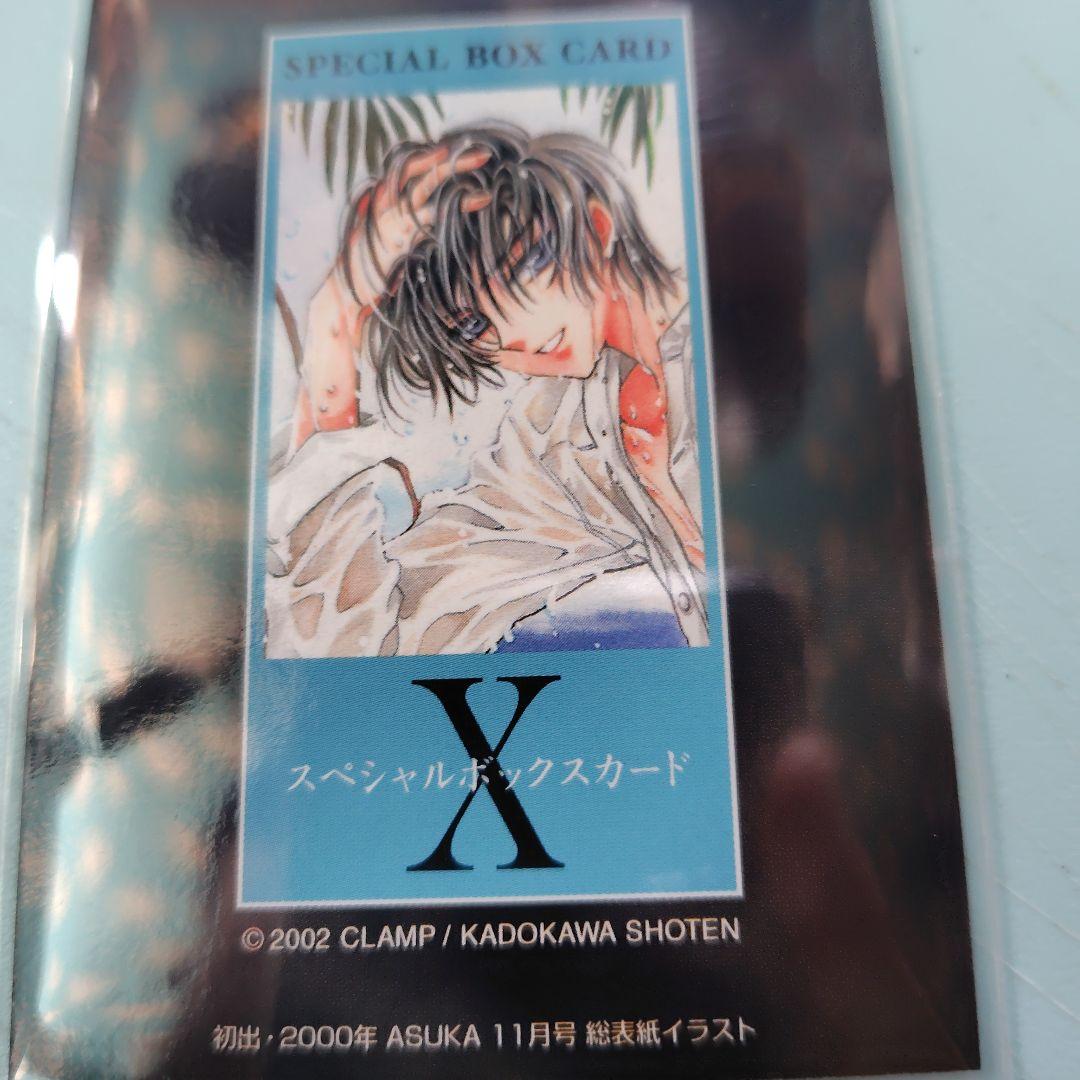 SPECIAL BOX CARD
X
スペシャルボックスカード
©2002 CLAMP / KADOKAWA SHOTEN
初出・2000年 ASUKA 11月号 総表紙イラスト